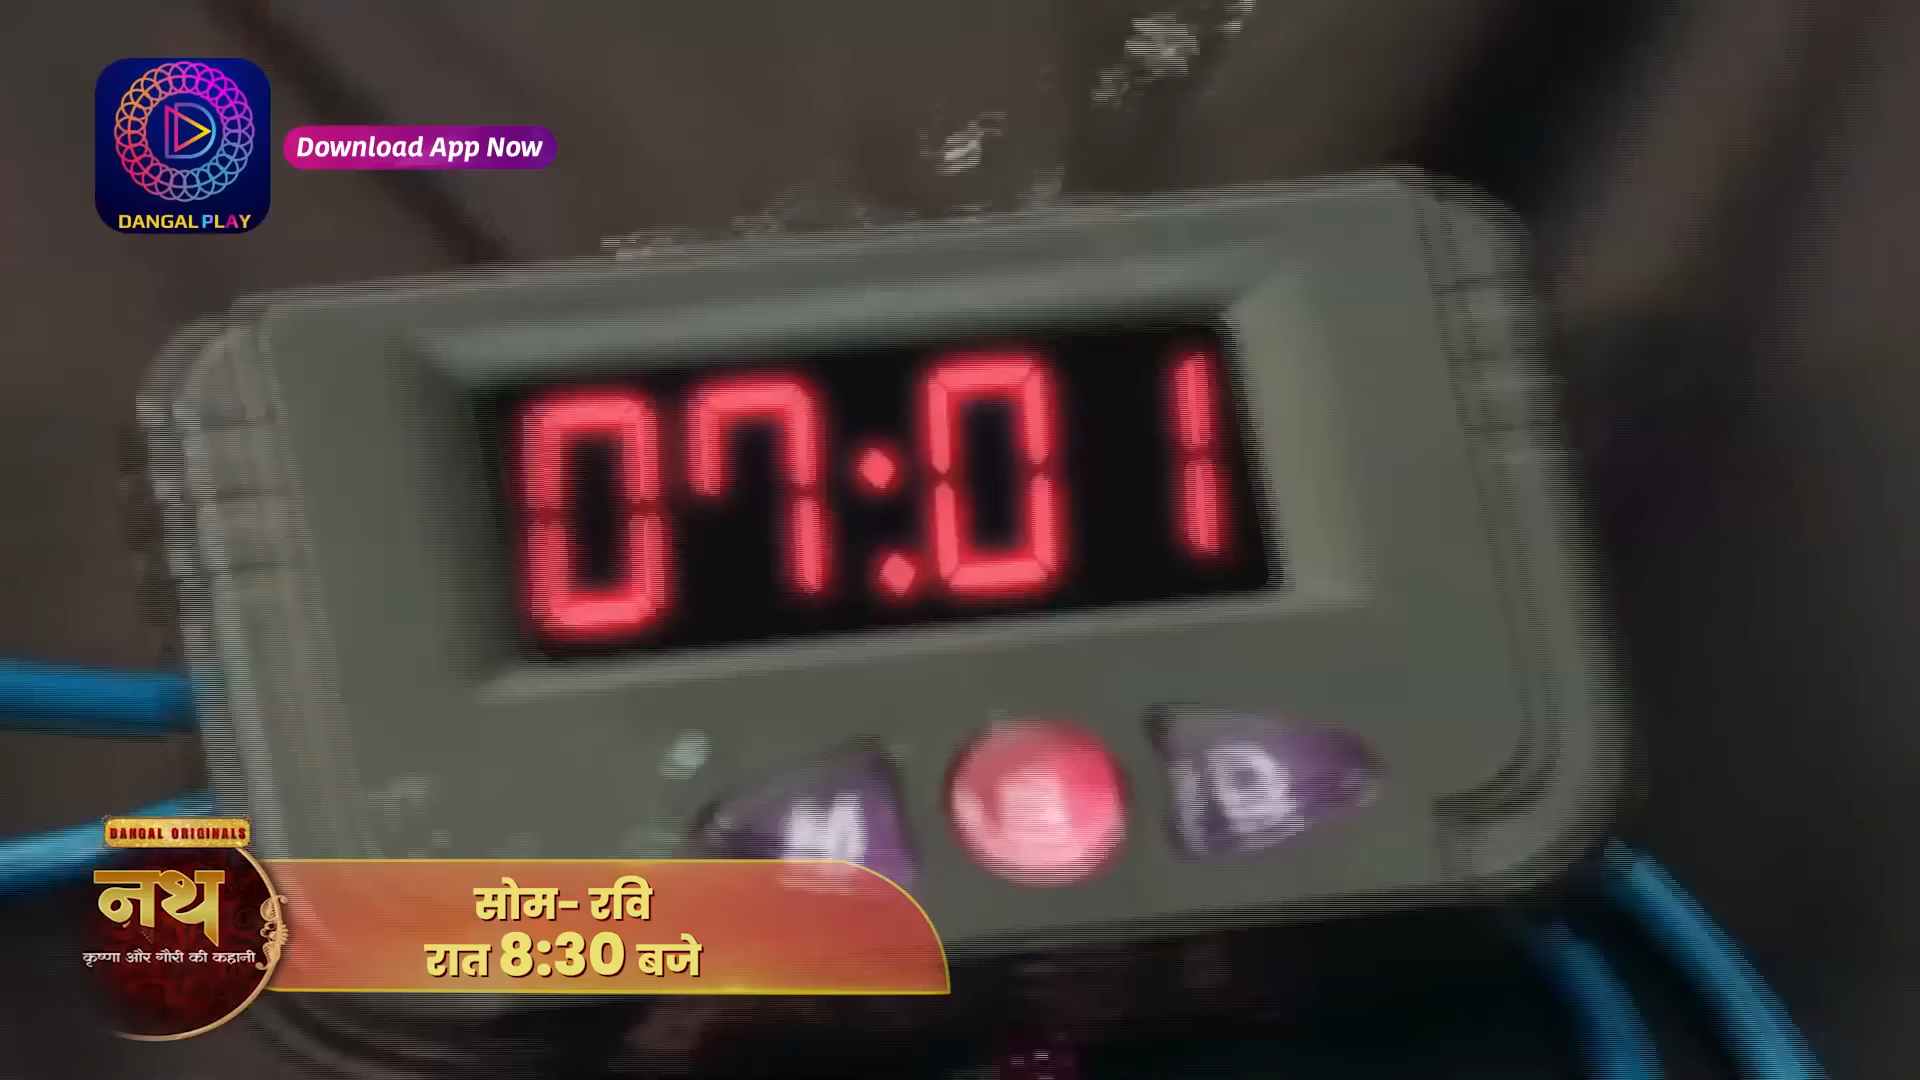 DANGAL PLAY
Download App Now
07:01
M
DANGAL ORIGINALS
नथ
कृष्णा और गौरी की कहानी
सोम- रवि
रात 8:30 बजे